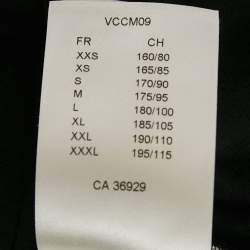 VCCM09
FR CH
XXS 160/80
XS 165/85
S 170/90
M 175/95
L 180/100
XL 185/105
XXL 190/110
XXXL 195/115
CA 36929